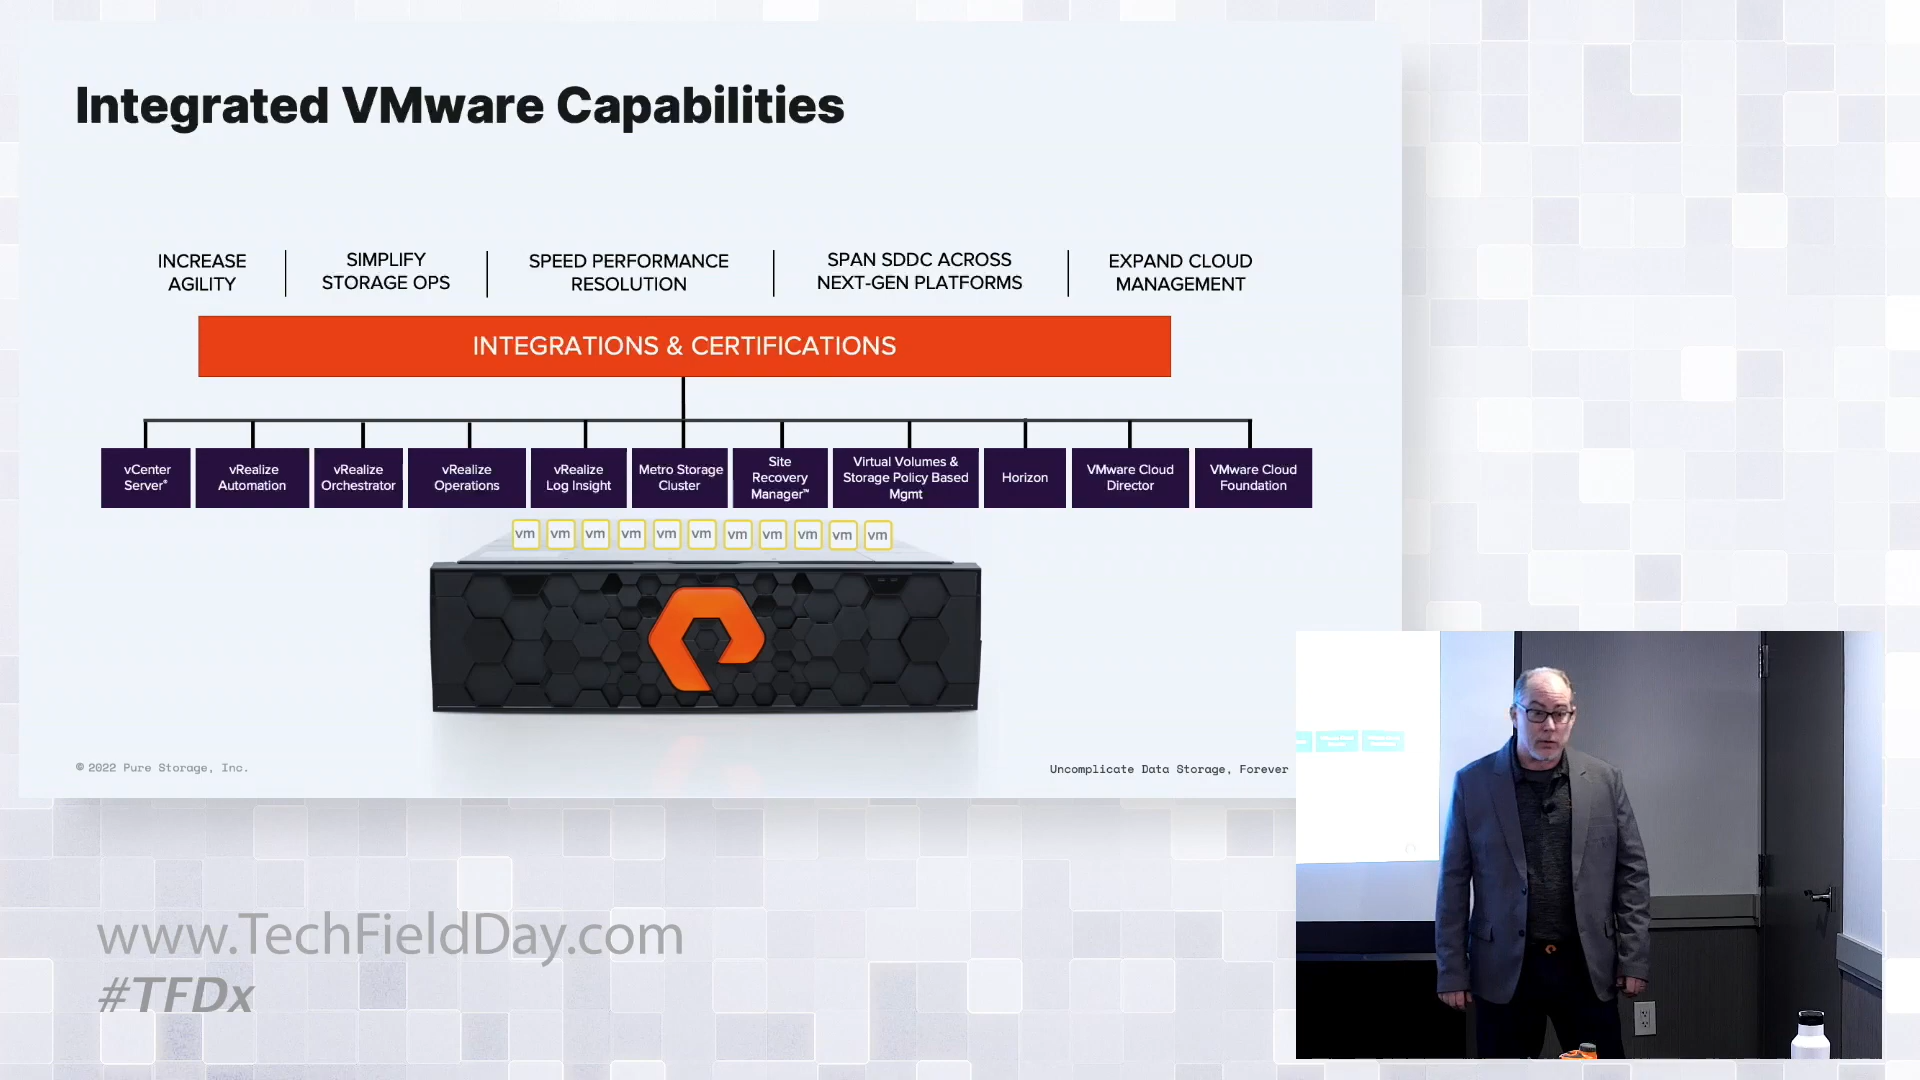 Integrated VMware Capabilities
INCREASE
AGILITY
SIMPLIFY
STORAGE OPS
SPEED PERFORMANCE
RESOLUTION
SPAN SDDC ACROSS
NEXT-GEN PLATFORMS
EXPAND CLOUD
MANAGEMENT
INTEGRATIONS & CERTIFICATIONS
vCenter
Server®
vRealize
Automation
vRealize
Orchestrator
vRealize
Operations
vRealize
Log Insight
Metro Storage
Cluster
Site
Recovery
Manager™
Virtual Volumes &
Storage Policy Based
Mgmt
Horizon
VMware Cloud
Director
VMware Cloud
Foundation
vm vm vm vm vm vm vm vm vm vm vm
© 2022 Pure Storage, Inc.
Uncomplicate Data Storage, Forever
www.TechFieldDay.com
#TFDx